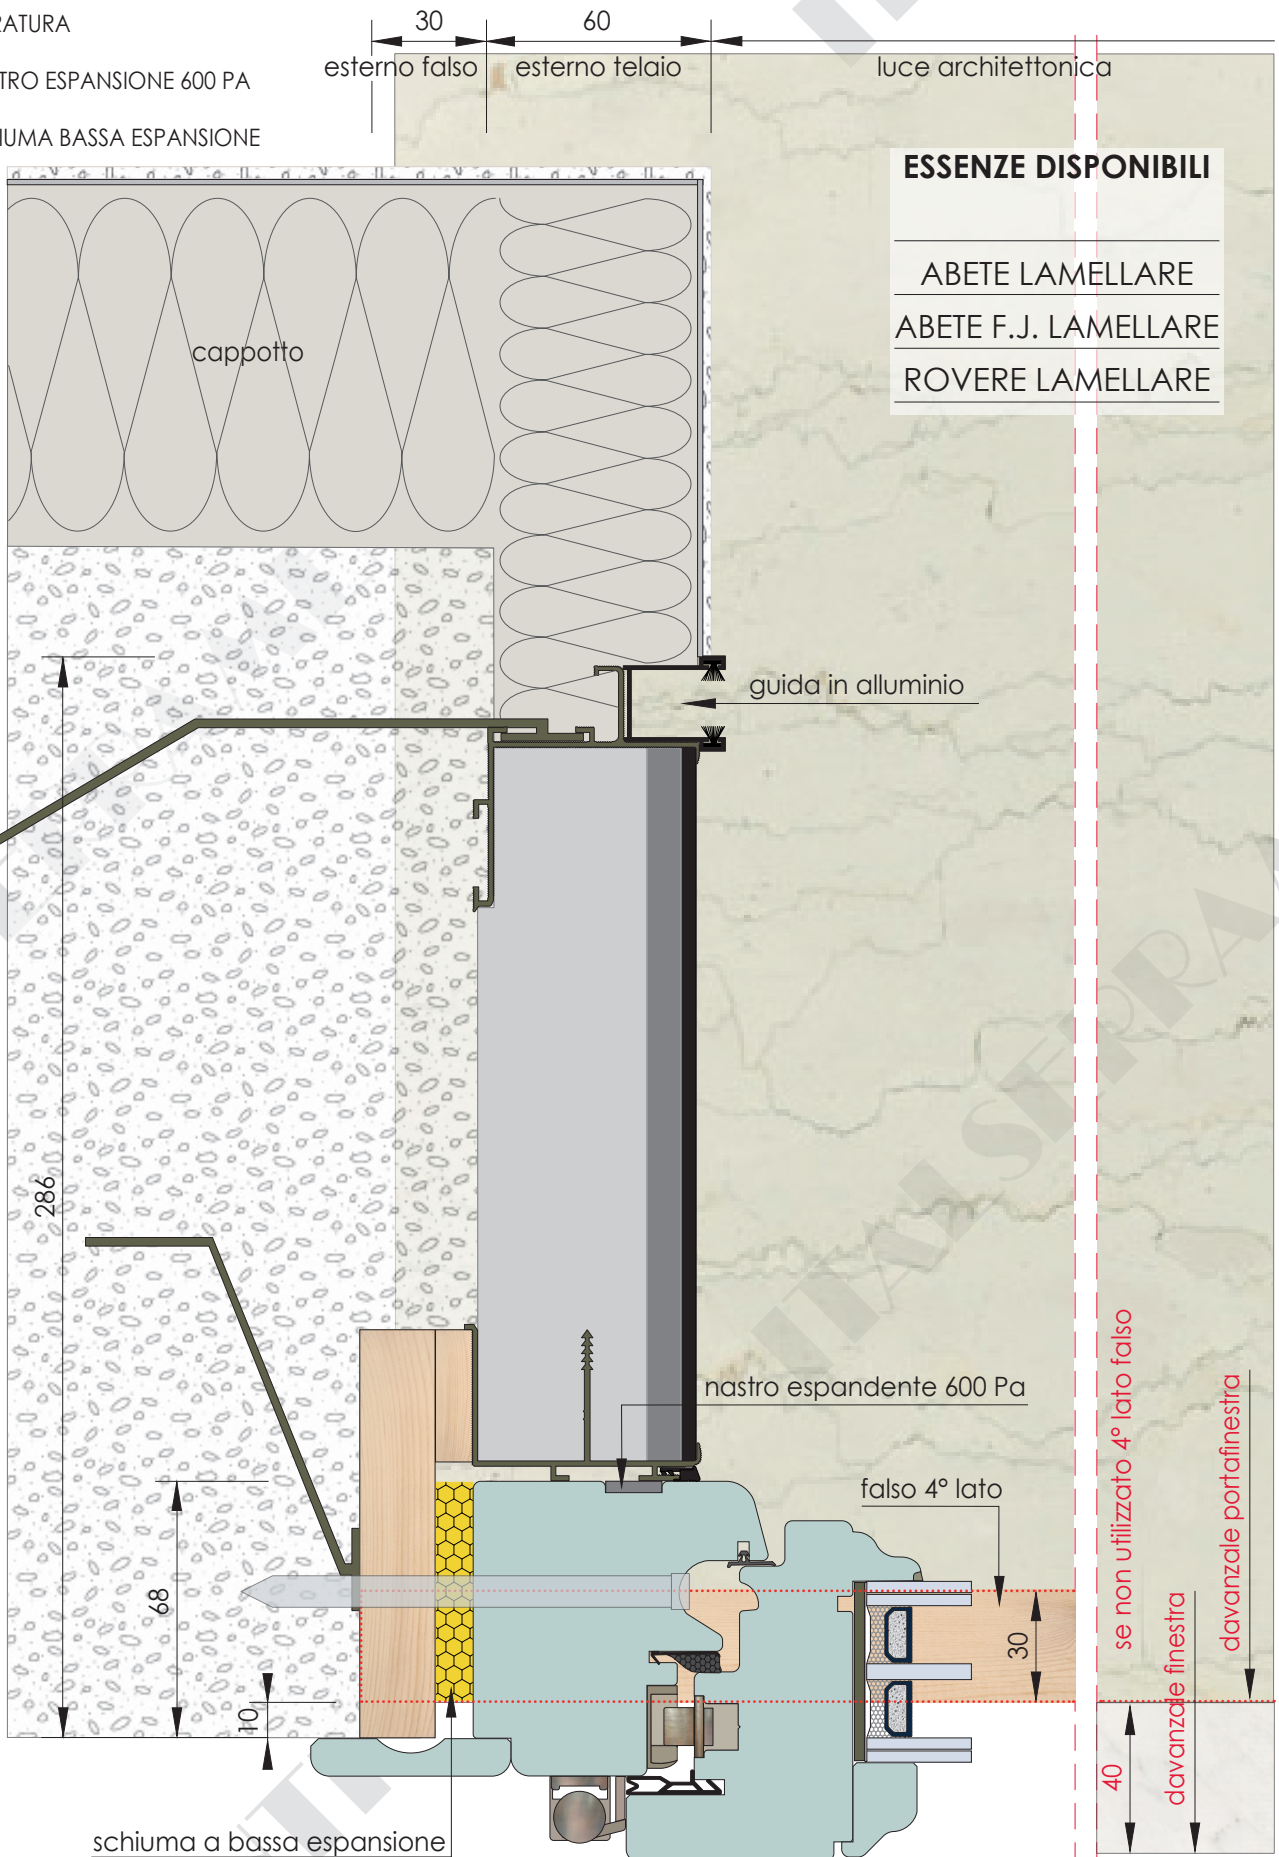 RATURA
30
60
esterno falso
esterno telaio
luce architettonica
TRO ESPANSIONE 600 PA
IUMA BASSA ESPANSIONE
ESSENZE DISPONIBILI
ABETE LAMELLARE
ABETE F.J. LAMELLARE
ROVERE LAMELLARE
cappotto
guida in alluminio
286
nastro espandente 600 Pa
falso 4° lato
68
10
30
40
se non utilizzato 4° lato falso
davanzale finestra
davanzale portafinestra
schiuma a bassa espansione